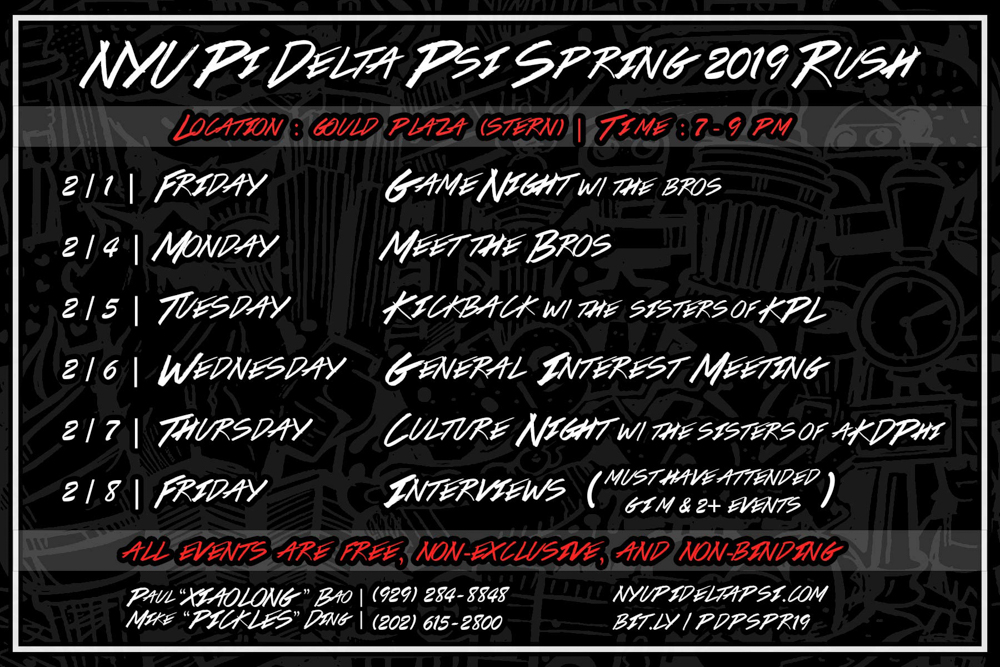 NYU Pi Delta Psi Spring 2019 Rush
Location : Gould Plaza (Stern) | Time : 7 - 9 PM
2 / 1 | Friday Game Night w/ the Bros
2 / 4 | Monday Meet the Bros
2 / 5 | Tuesday Kickback w/ the Sisters of KPL
2 / 6 | Wednesday General Interest Meeting
2 / 7 | Thursday Culture Night w/ the Sisters of aKDPhi
2 / 8 | Friday Interviews (must have attended
GIM & 2+ events)
All events are free, non-exclusive, and non-binding
Paul "Xiaolong" Bao | (929) 284-8848
Mike "Pickles" Ding | (202) 615-2800
NYUPiDeltaPsi.com
bit.ly / PDPSPR19